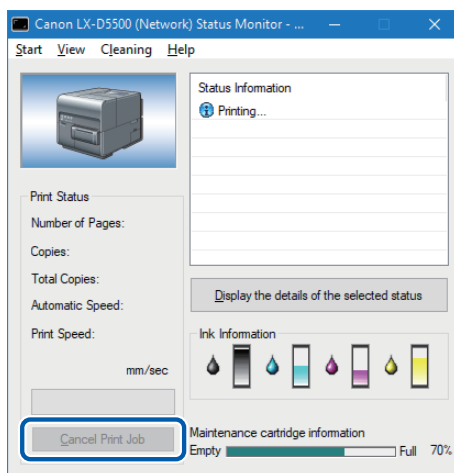 Canon LX-D5500 (Network) Status Monitor - ...
Start View Cleaning Help
Status Information
Printing...
Print Status
Number of Pages:
Copies:
Total Copies:
Automatic Speed:
Print Speed:
mm/sec
Cancel Print Job
Display the details of the selected status
Ink Information
Maintenance cartridge information
Empty Full 70%